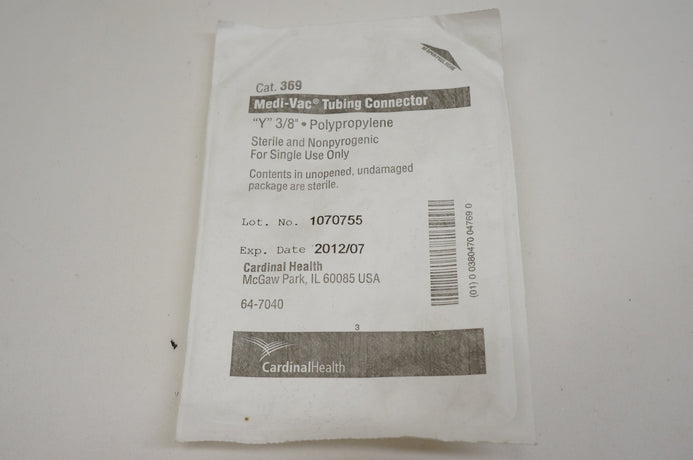 Cat. 369
Medi-Vac® Tubing Connector
"Y" 3/8" • Polypropylene
Sterile and Nonpyrogenic
For Single Use Only
Contents in unopened, undamaged
package are sterile.
Lot. No. 1070755
Exp. Date 2012/07
Cardinal Health
McGaw Park, IL 60085 USA
64-7040
(01) 0 0380470 04769 0
3
CardinalHealth